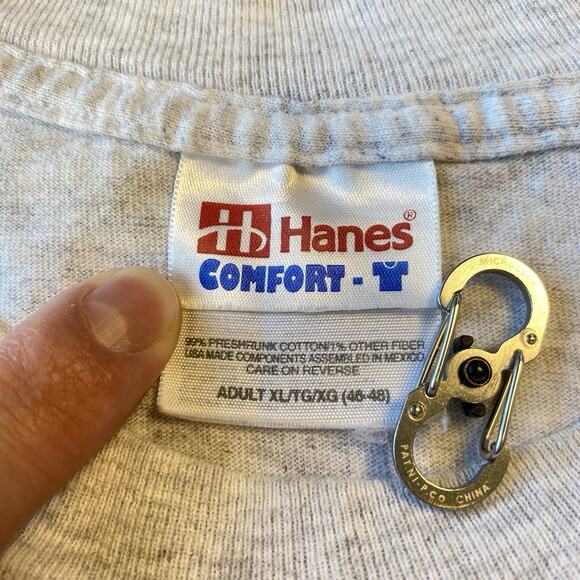 Hanes®
COMFORT-
99% PRESHRUNK COTTON/1% OTHER FIBER
USA MADE COMPONENTS ASSEMBLED IN MEXICO
CARE ON REVERSE
ADULT XL/TG/XG (46-48)
PAT.NI-P.CO CHINA